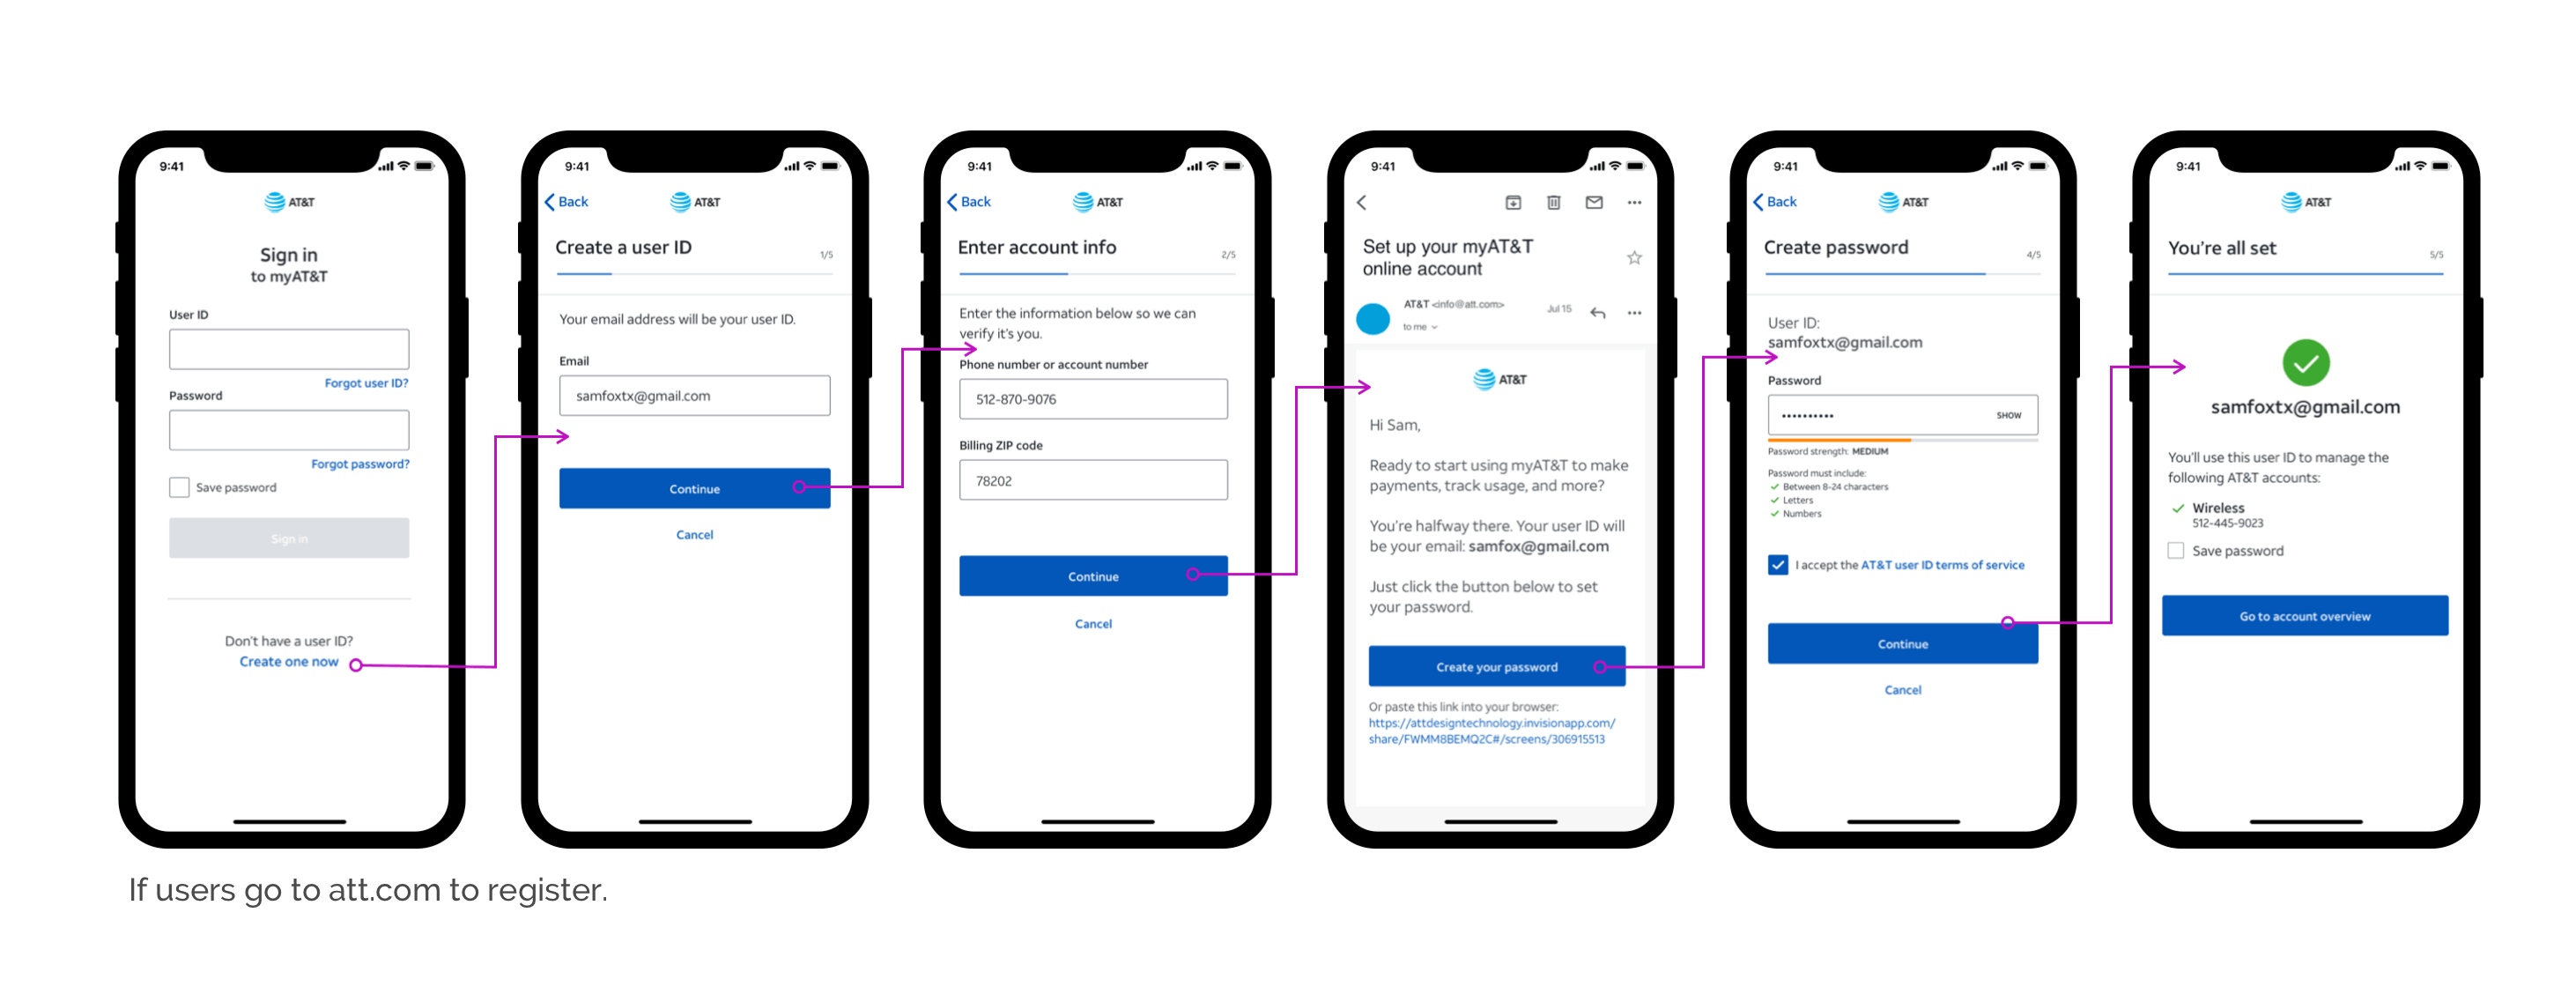 9:41
AT&T
Sign in
to myAT&T
User ID
Forgot user ID?
Password
Forgot password?
Save password
Sign in
Don't have a user ID?
Create one now
9:41
Back
AT&T
Create a user ID
1/5
Your email address will be your user ID.
Email
samfoxtx@gmail.com
Continue
Cancel
9:41
Back
AT&T
Enter account info
2/5
Enter the information below so we can
verify it's you.
Phone number or account number
512-870-9076
Billing ZIP code
78202
Continue
Cancel
9:41
Set up your myAT&T
online account
AT&T <info@att.com>
Jul 15
to me
AT&T
Hi Sam,
Ready to start using myAT&T to make
payments, track usage, and more?
You're halfway there. Your user ID will
be your email: samfox@gmail.com
Just click the button below to set
your password.
Create your password
Or paste this link into your browser:
https://attdesigntechnology.invisionapp.com/
share/FWMM8BEMQ2C#/screens/306915513
9:41
Back
AT&T
Create password
4/5
User ID:
samfoxtx@gmail.com
Password
••••••••••
SHOW
Password strength: MEDIUM
Password must include:
Between 8-24 characters
Letters
Numbers
I accept the AT&T user ID terms of service
Continue
Cancel
9:41
AT&T
You're all set
5/5
samfoxtx@gmail.com
You'll use this user ID to manage the
following AT&T accounts:
Wireless
512-445-9023
Save password
Go to account overview
If users go to att.com to register.